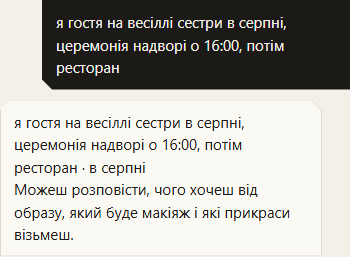 я гостя на весіллі сестри в серпні,
церемонія надворі о 16:00, потім
ресторан
я гостя на весіллі сестри в серпні,
церемонія надворі о 16:00, потім
ресторан · в серпні
Можеш розповісти, чого хочеш від
образу, який буде макіяж і які прикраси
візьмеш.